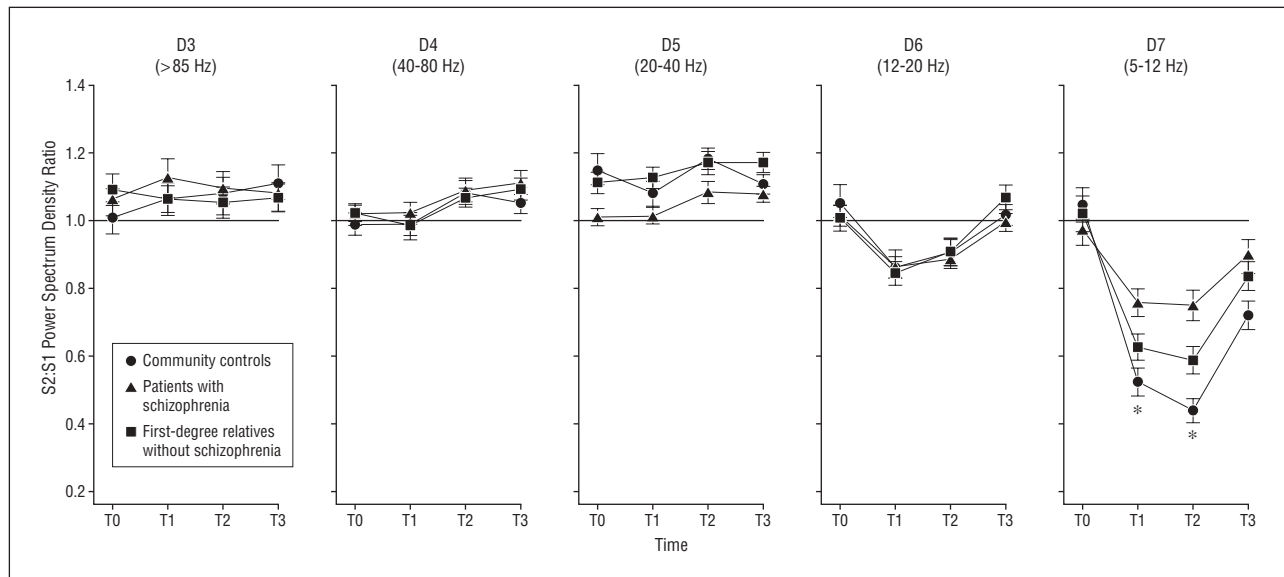 D3
(>85 Hz)
D4
(40-80 Hz)
D5
(20-40 Hz)
D6
(12-20 Hz)
D7
(5-12 Hz)
S2:S1 Power Spectrum Density Ratio
1.4
1.2
1.0
0.8
0.6
0.4
0.2
Community controls
Patients with
schizophrenia
First-degree relatives
without schizophrenia
*
*
T0 T1 T2 T3
T0 T1 T2 T3
T0 T1 T2 T3
T0 T1 T2 T3
T0 T1 T2 T3
Time